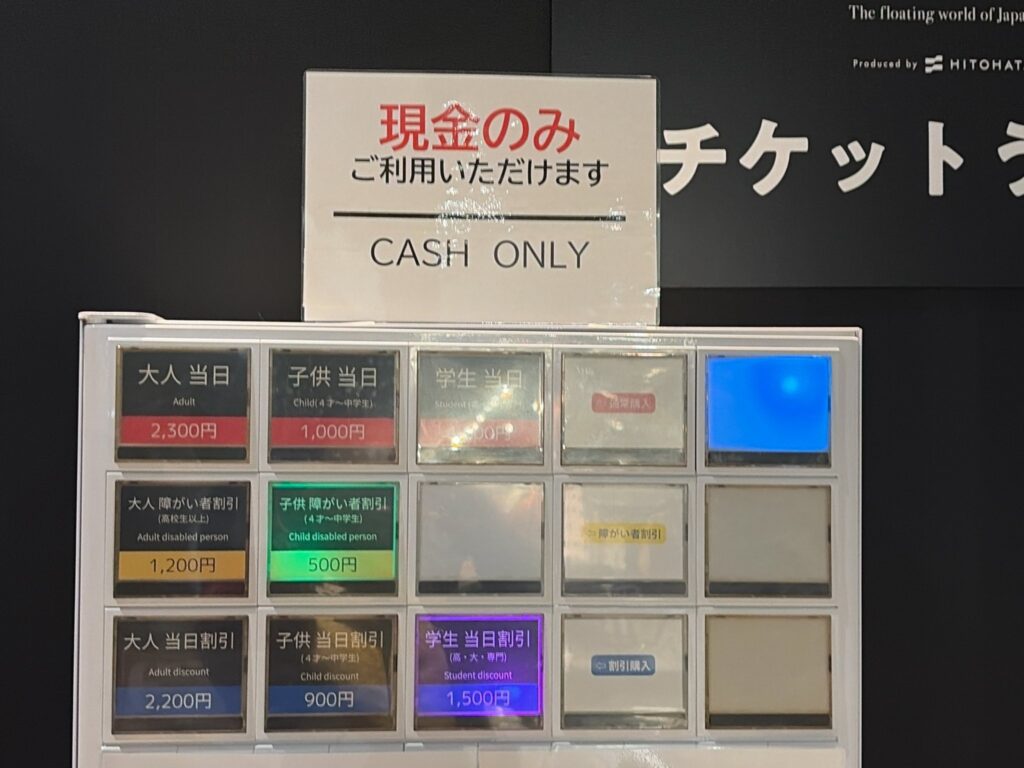 The floating world of Japa
Produced by HITOHAT
チケットう
現金のみ
ご利用いただけます
CASH ONLY
大人 当日
Adult
2,300円
子供 当日
Child(4才~中学生)
1,000円
学生 当日
Student
通常購入
大人 障がい者割引
(高校生以上)
Adult disabled person
1,200円
子供 障がい者割引
(4才~中学生)
Child disabled person
500円
⇦障がい者割引
大人 当日割引
Adult discount
2,200円
子供 当日割引
(4才~中学生)
Child discount
900円
学生 当日割引
(高・大・専門)
Student discount
1,500円
⇦割引購入